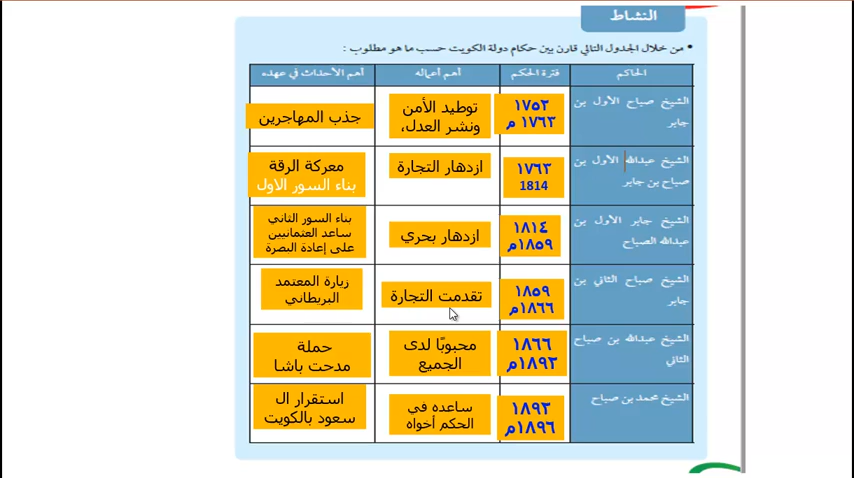 النشاط
• من خلال الجدول التالي قارن بين حكام دولة الكويت حسب ما هو مطلوب :
الحاكم
فترة الحكم
أهم أعماله
أهم الأحداث في عهده
الشيخ صباح الأول بن
جابر
١٧٥٢
١٧٦٢ م
توطيد الأمن
ونشر العدل،
جذب المهاجرين
الشيخ عبدالله الأول بن
صباح بن جابر
١٧٦٢
1814
ازدهار التجارة
معركة الرقة
بناء السور الاول
الشيخ جابر الأول بن
عبدالله الصباح
١٨١٤
١٨٥٩م
ازدهار بحري
بناء السور الثاني
ساعد العثمانيين
على إعادة البصرة
الشيخ صباح الثاني بن
جابر
١٨٥٩
١٨٦٦م
تقدمت التجارة
زيارة المعتمد
البريطاني
الشيخ عبدالله بن صباح
الثاني
١٨٦٦
١٨٩٢م
محبوبًا لدى
الجميع
حملة
مدحت باشا
الشيخ محمد بن صباح
١٨٩٢
١٨٩٦م
ساعده في
الحكم أخواه
استقرار ال
سعود بالكويت